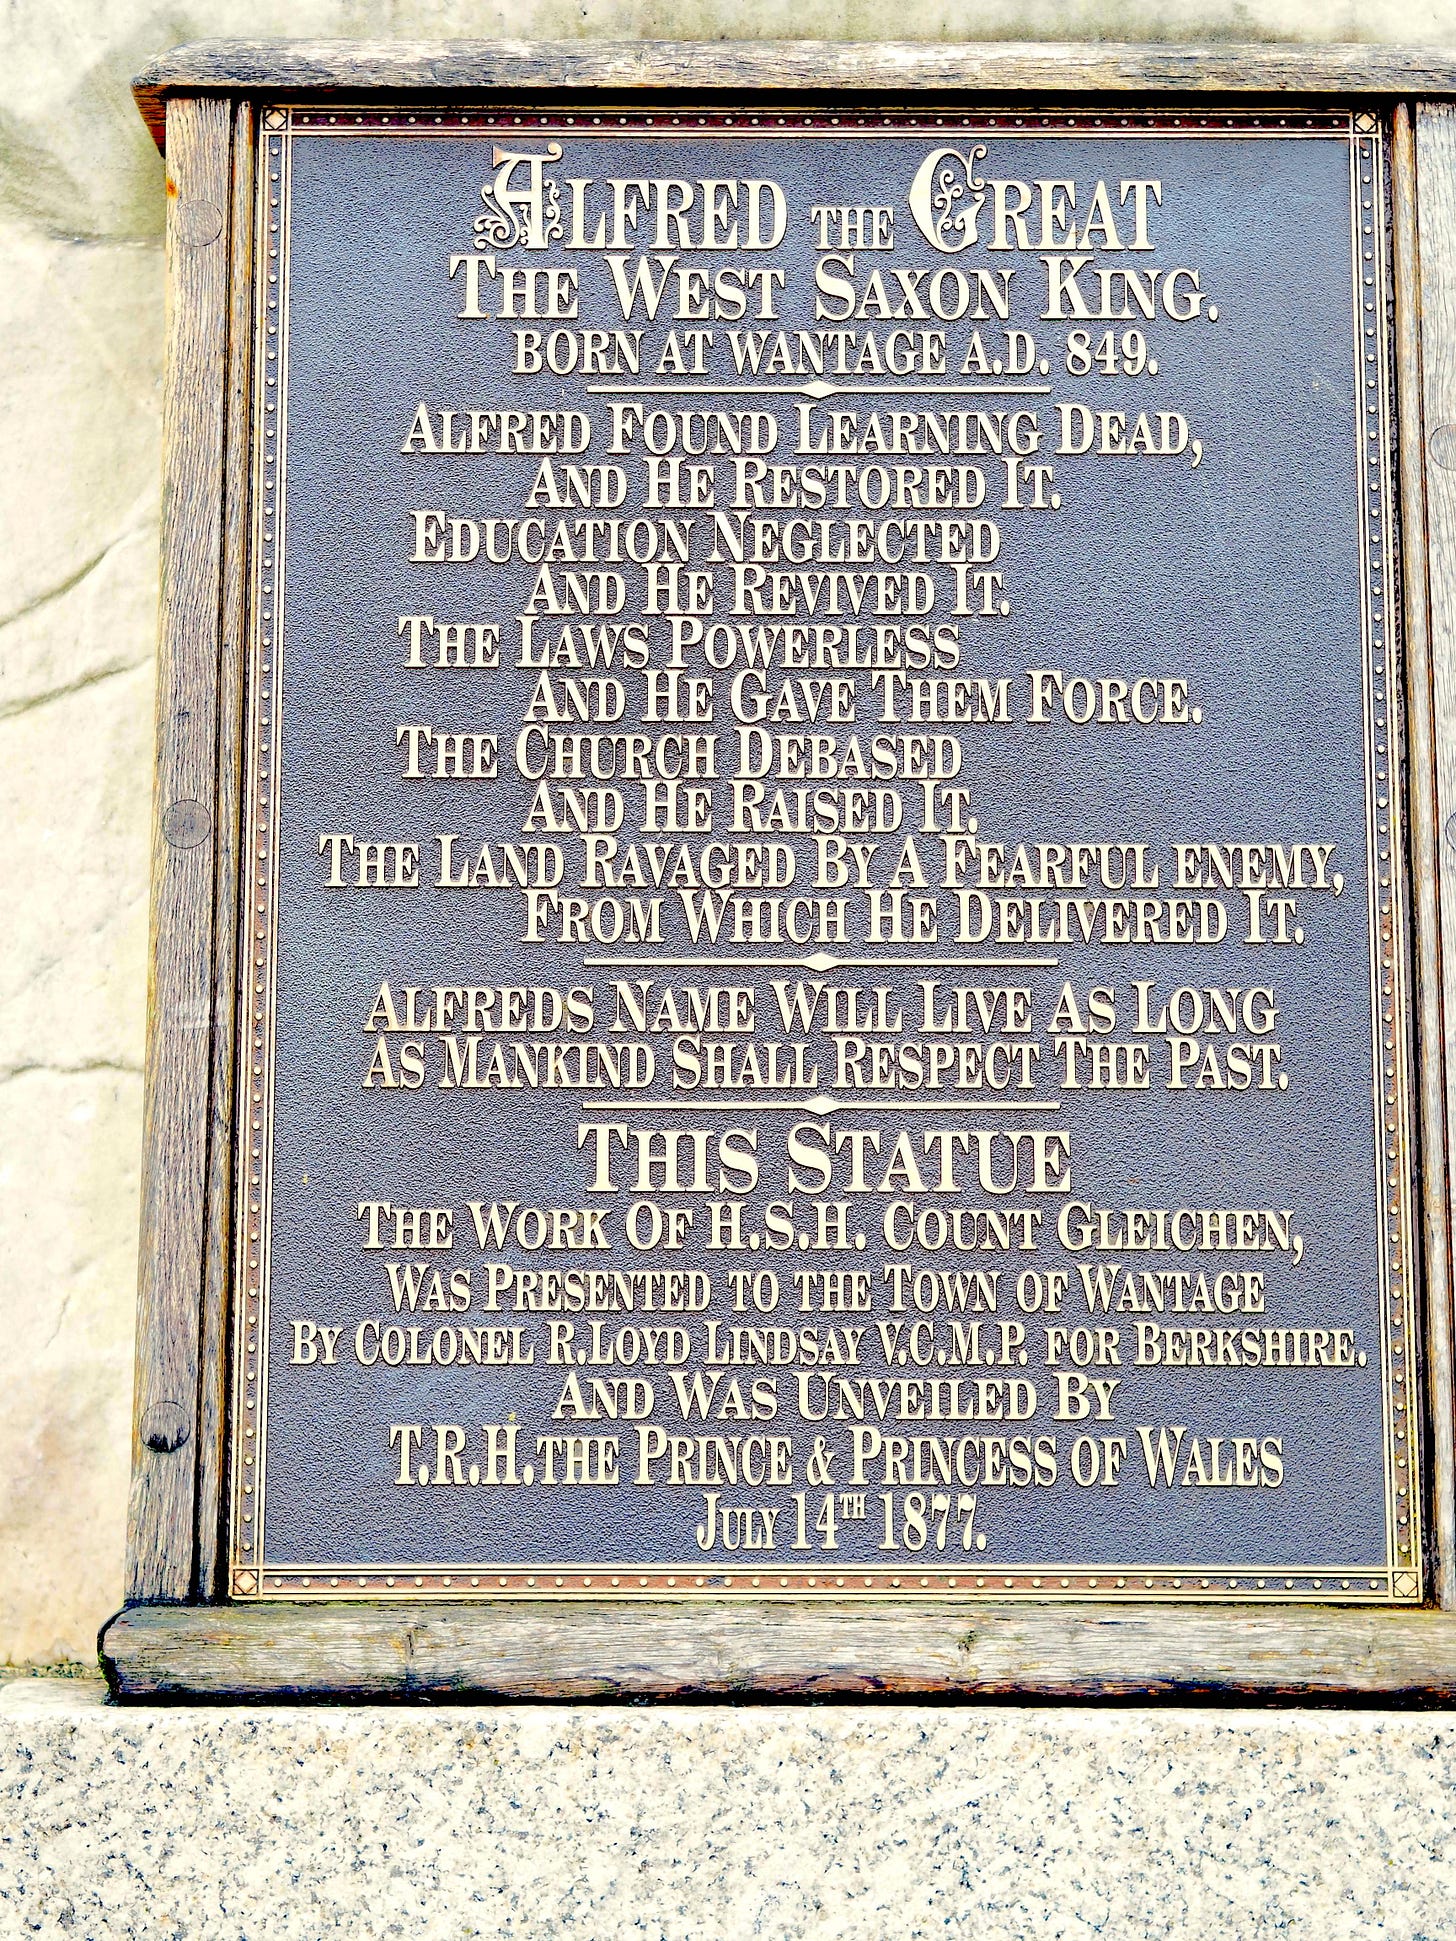 ALFRED THE GREAT
THE WEST SAXON KING.
BORN AT WANTAGE A.D. 849.
ALFRED FOUND LEARNING DEAD,
AND HE RESTORED IT.
EDUCATION NEGLECTED
AND HE REVIVED IT.
THE LAWS POWERLESS
AND HE GAVE THEM FORCE.
THE CHURCH DEBASED
AND HE RAISED IT.
THE LAND RAVAGED BY A FEARFUL ENEMY,
FROM WHICH HE DELIVERED IT.
ALFREDS NAME WILL LIVE AS LONG
AS MANKIND SHALL RESPECT THE PAST.
THIS STATUE
THE WORK OF H.S.H. COUNT GLEICHEN,
WAS PRESENTED TO THE TOWN OF WANTAGE
BY COLONEL R.LOYD LINDSAY V.C.M.P. FOR BERKSHIRE.
AND WAS UNVEILED BY
T.R.H. THE PRINCE & PRINCESS OF WALES
JULY 14TH 1877.